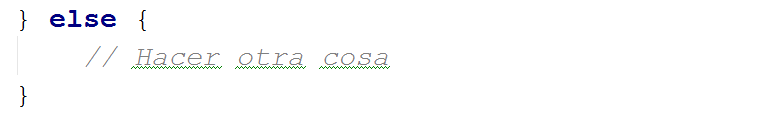 } else {
// Hacer otra cosa
}